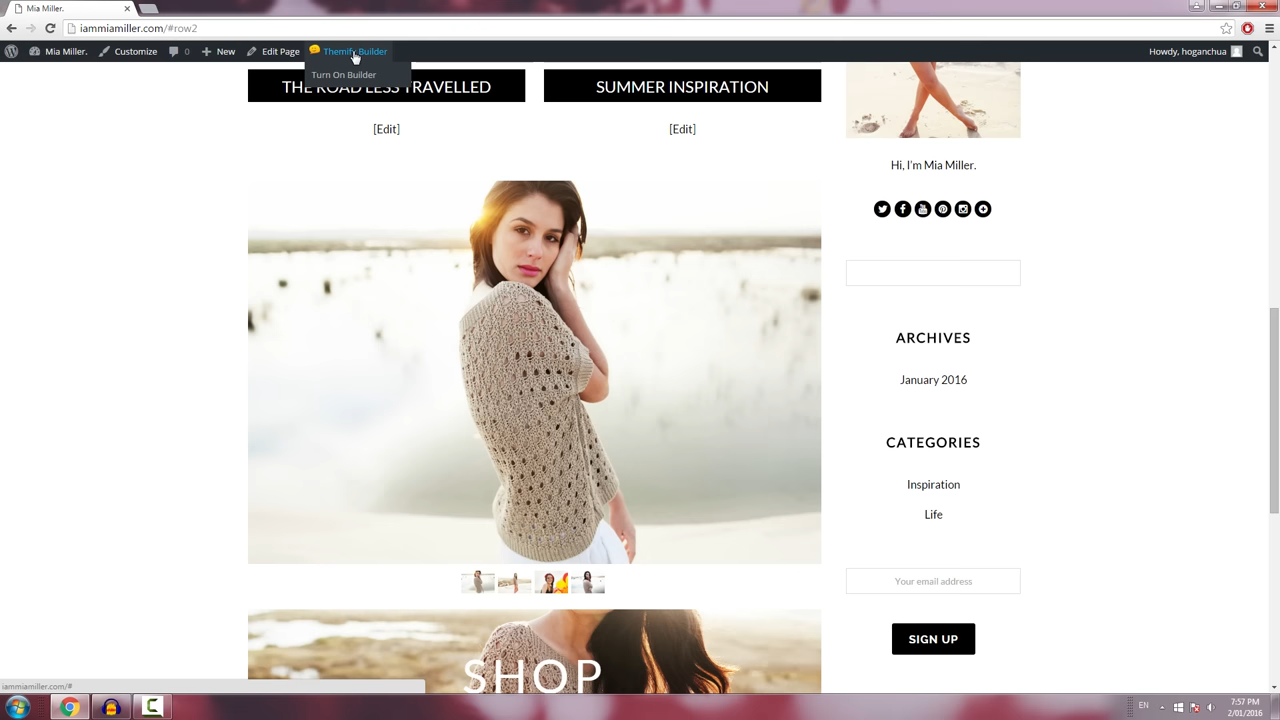 Mia Miller.
iammiamiller.com/#row2
Mia Miller. Customize 0 New Edit Page Themify Builder Howdy, hoganchua
Turn On Builder
THE ROAD LESS TRAVELLED
SUMMER INSPIRATION
[Edit]
[Edit]
Hi, I'm Mia Miller.
ARCHIVES
January 2016
CATEGORIES
Inspiration
Life
Your email address
SIGN UP
SHOP
iammiamiller.com/#
EN
7:57 PM
2/01/2016